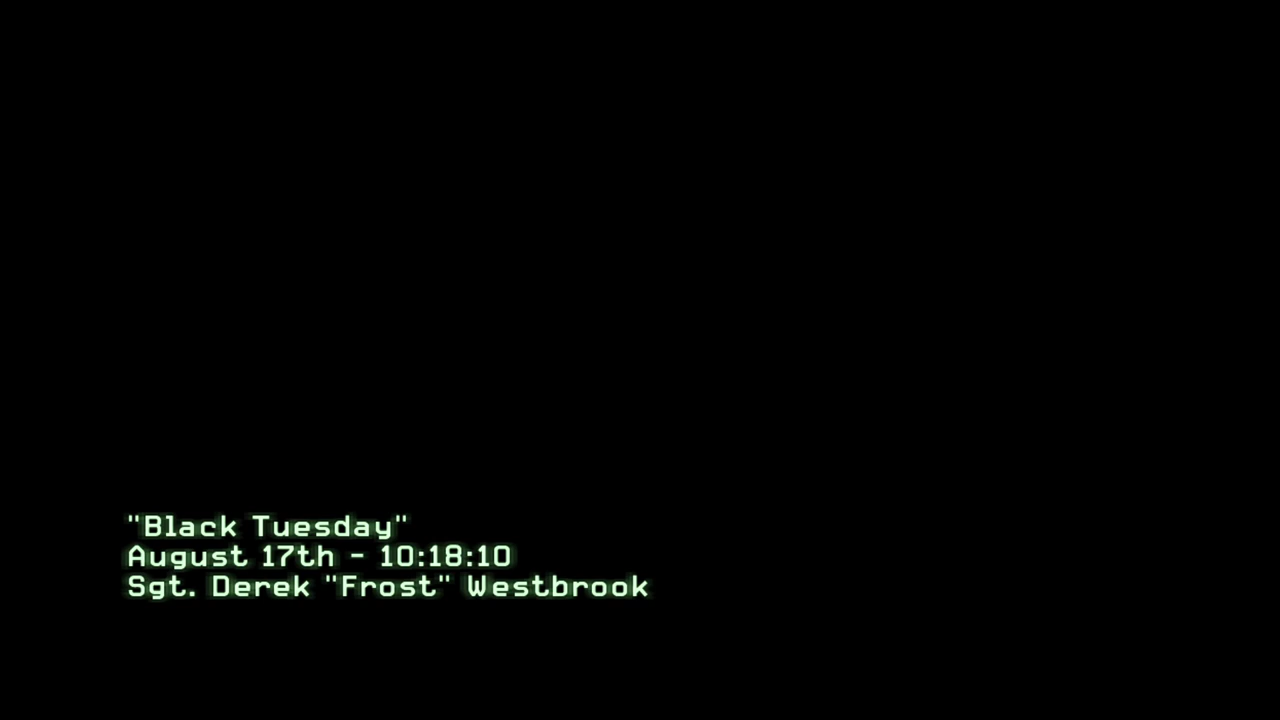 "Black Tuesday"
August 17th - 10:18:10
Sgt. Derek "Frost" Westbrook